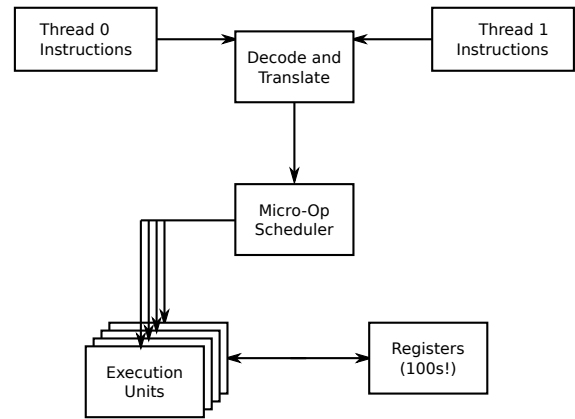 Thread 0
Instructions
Thread 1
Instructions
Decode and
Translate
Micro-Op
Scheduler
Execution
Units
Registers
(100s!)